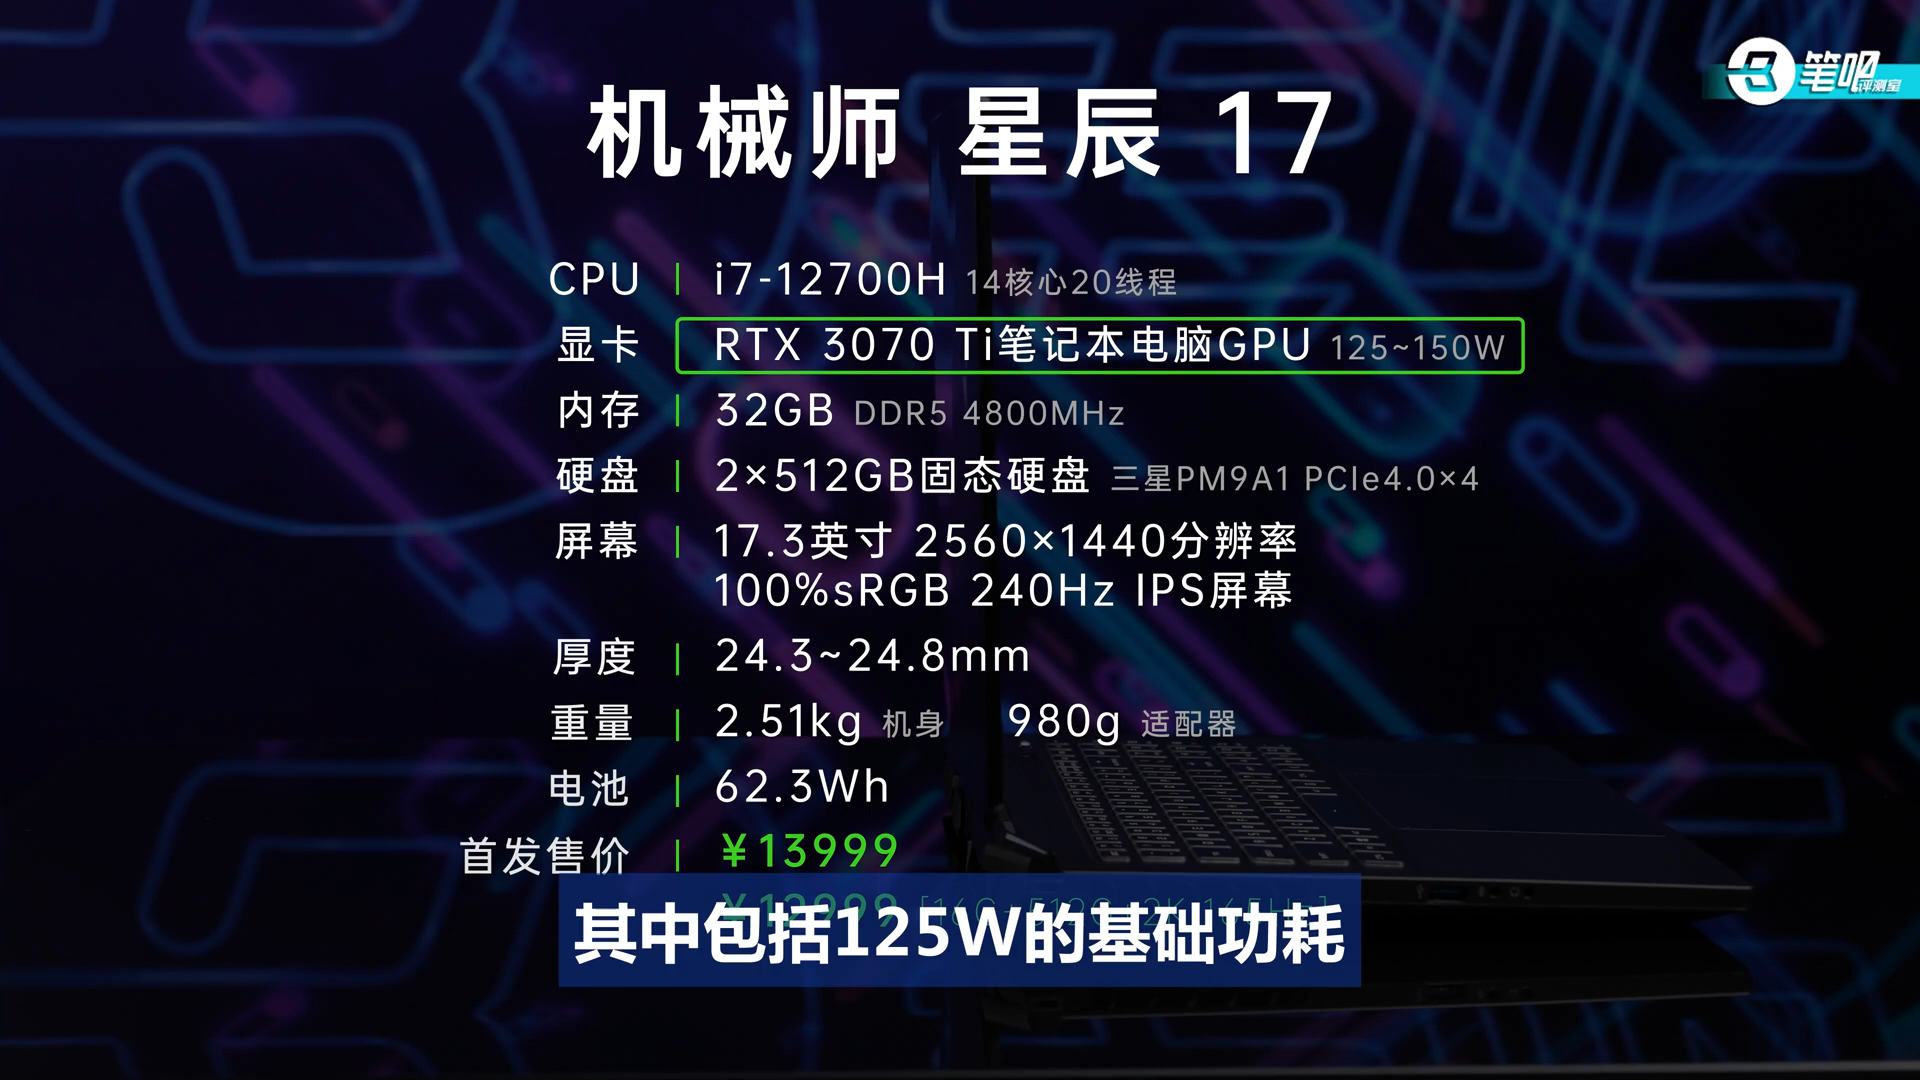 笔吧评测室
机械师 星辰 17
CPU | i7-12700H 14核心20线程
显卡 RTX 3070 Ti笔记本电脑GPU 125~150W
内存 | 32GB DDR5 4800MHz
硬盘 | 2×512GB固态硬盘 三星PM9A1 PCIe4.0×4
屏幕 | 17.3英寸 2560×1440分辨率
100%sRGB 240Hz IPS屏幕
厚度 | 24.3~24.8mm
重量 | 2.51kg 机身 980g 适配器
电池 | 62.3Wh
首发售价 | ¥13999
其中包括125W的基础功耗